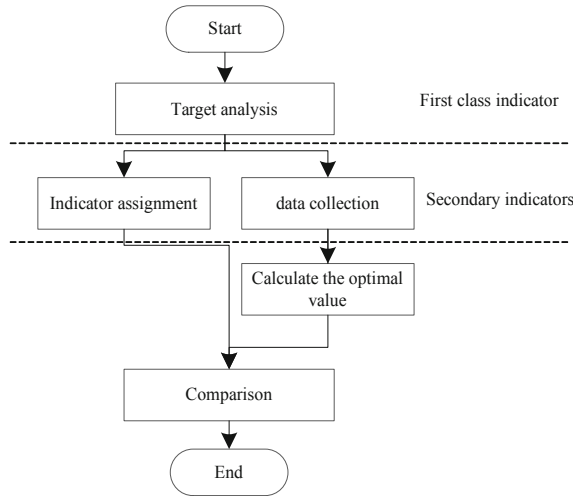 Start
Target analysis
First class indicator
Indicator assignment
data collection
Secondary indicators
Calculate the optimal
value
Comparison
End